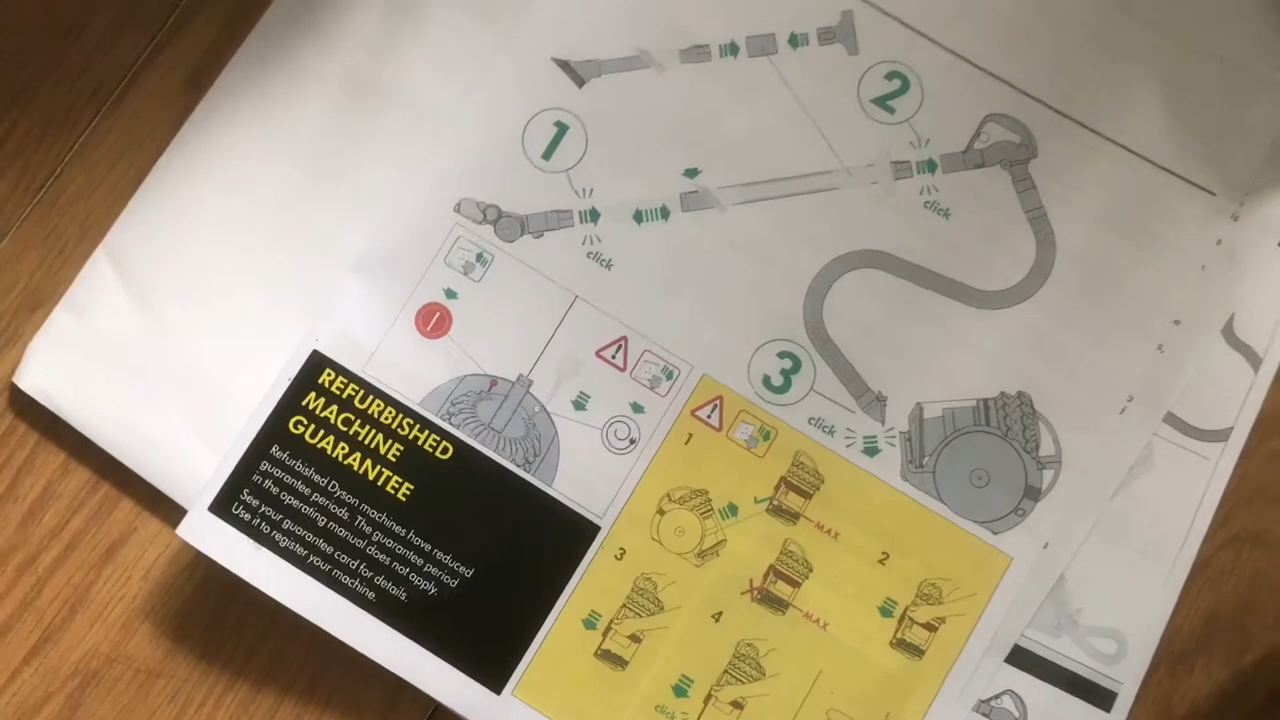 2
1
click
click
3
click
REFURBISHED
MACHINE
GUARANTEE
Refurbished Dyson machines have reduced
guarantee periods. The guarantee period
in the operating manual does not apply.
See your guarantee card for details.
Use it to register your machine.
1
MAX
2
3
MAX
4
click